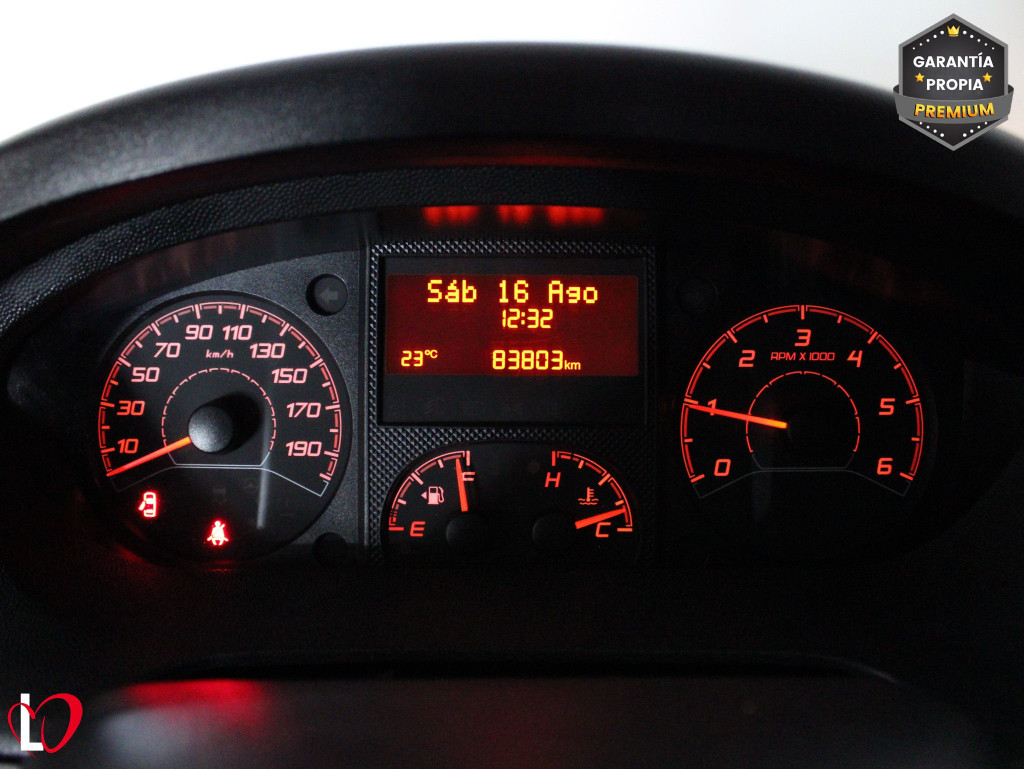 GARANTÍA
PROPIA
PREMIUM
Sáb 16 Ago
12:32
23°C 83803km
10 30 50 70 90 110 130 150 170 190
km/h
E F
H C
0 1 2 3 4 5 6
RPM X 1000
L